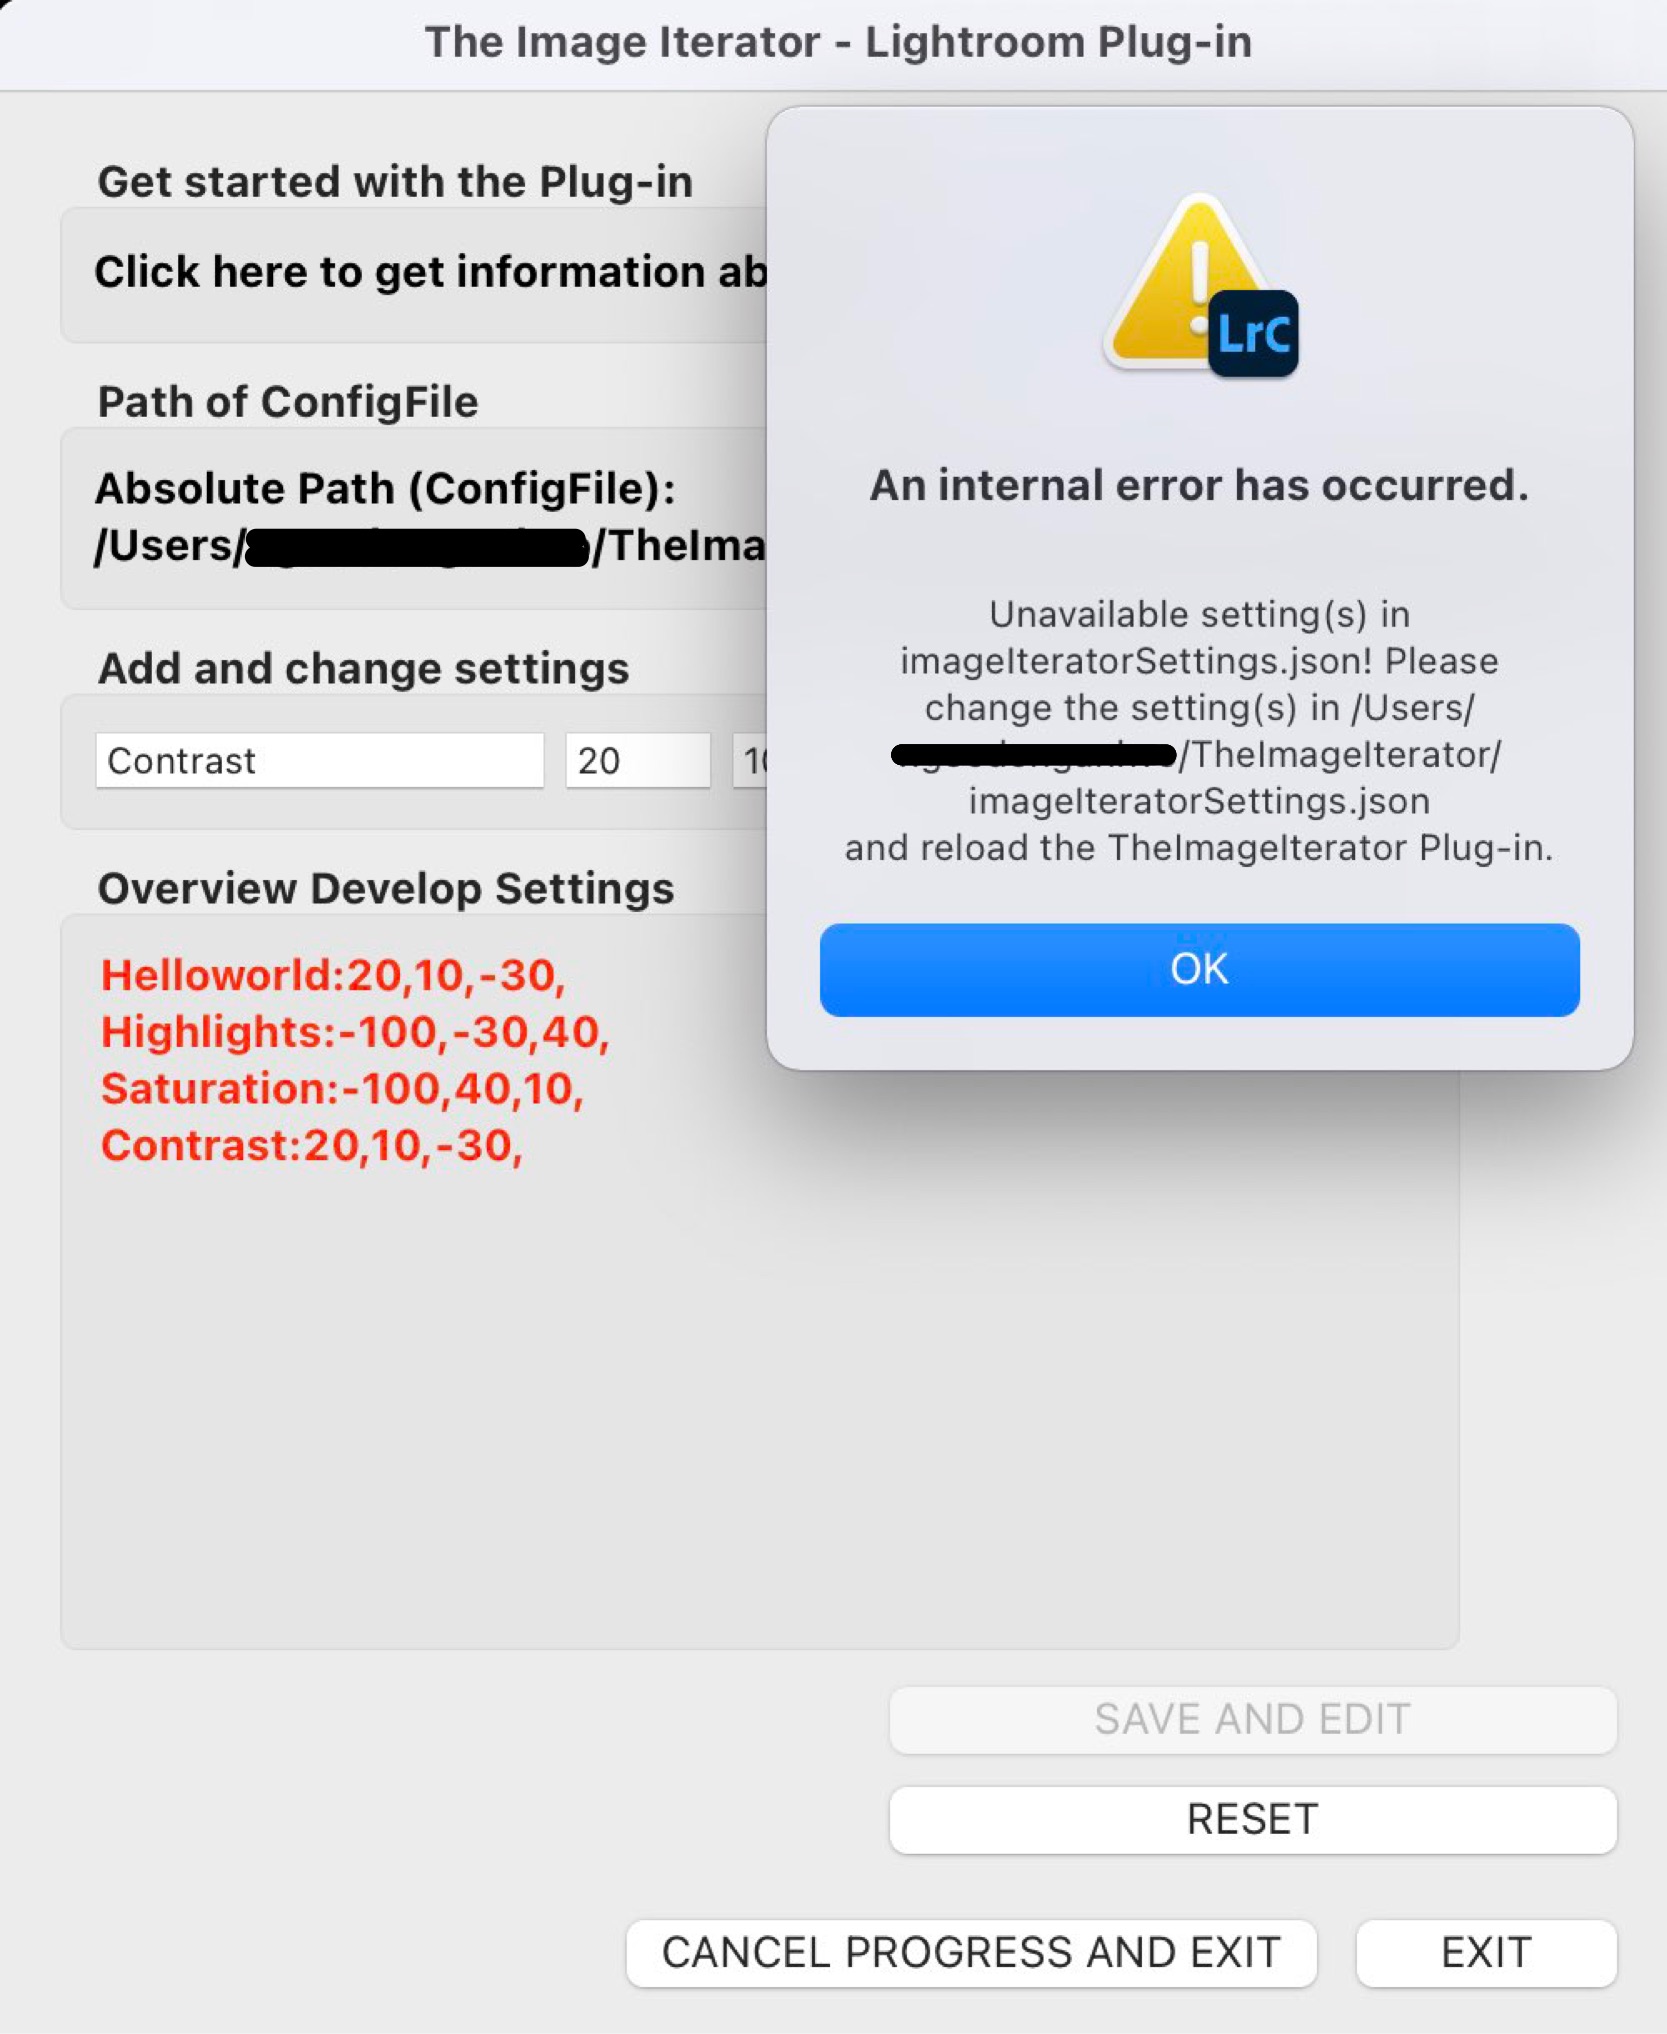 The Image Iterator - Lightroom Plug-in
Get started with the Plug-in
Click here to get information ab
Path of ConfigFile
Absolute Path (ConfigFile):
/Users/ /TheIma
Add and change settings
Contrast 20 10
Overview Develop Settings
Helloworld:20,10,-30,
Highlights:-100,-30,40,
Saturation:-100,40,10,
Contrast:20,10,-30,
LrC
An internal error has occurred.
Unavailable setting(s) in
imageIteratorSettings.json! Please
change the setting(s) in /Users/
/TheImageIterator/
imageIteratorSettings.json
and reload the TheImageIterator Plug-in.
OK
SAVE AND EDIT
RESET
CANCEL PROGRESS AND EXIT EXIT